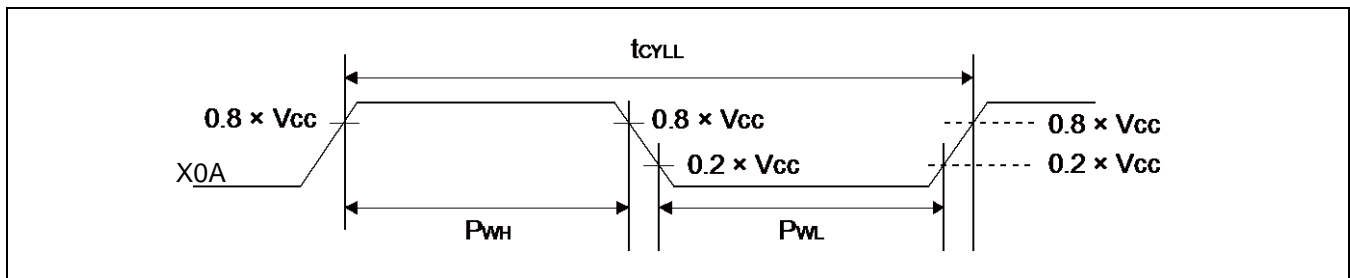 tCYLL
0.8 × Vcc
0.8 × Vcc
0.8 × Vcc
X0A
0.2 × Vcc
0.2 × Vcc
PWH
PWL